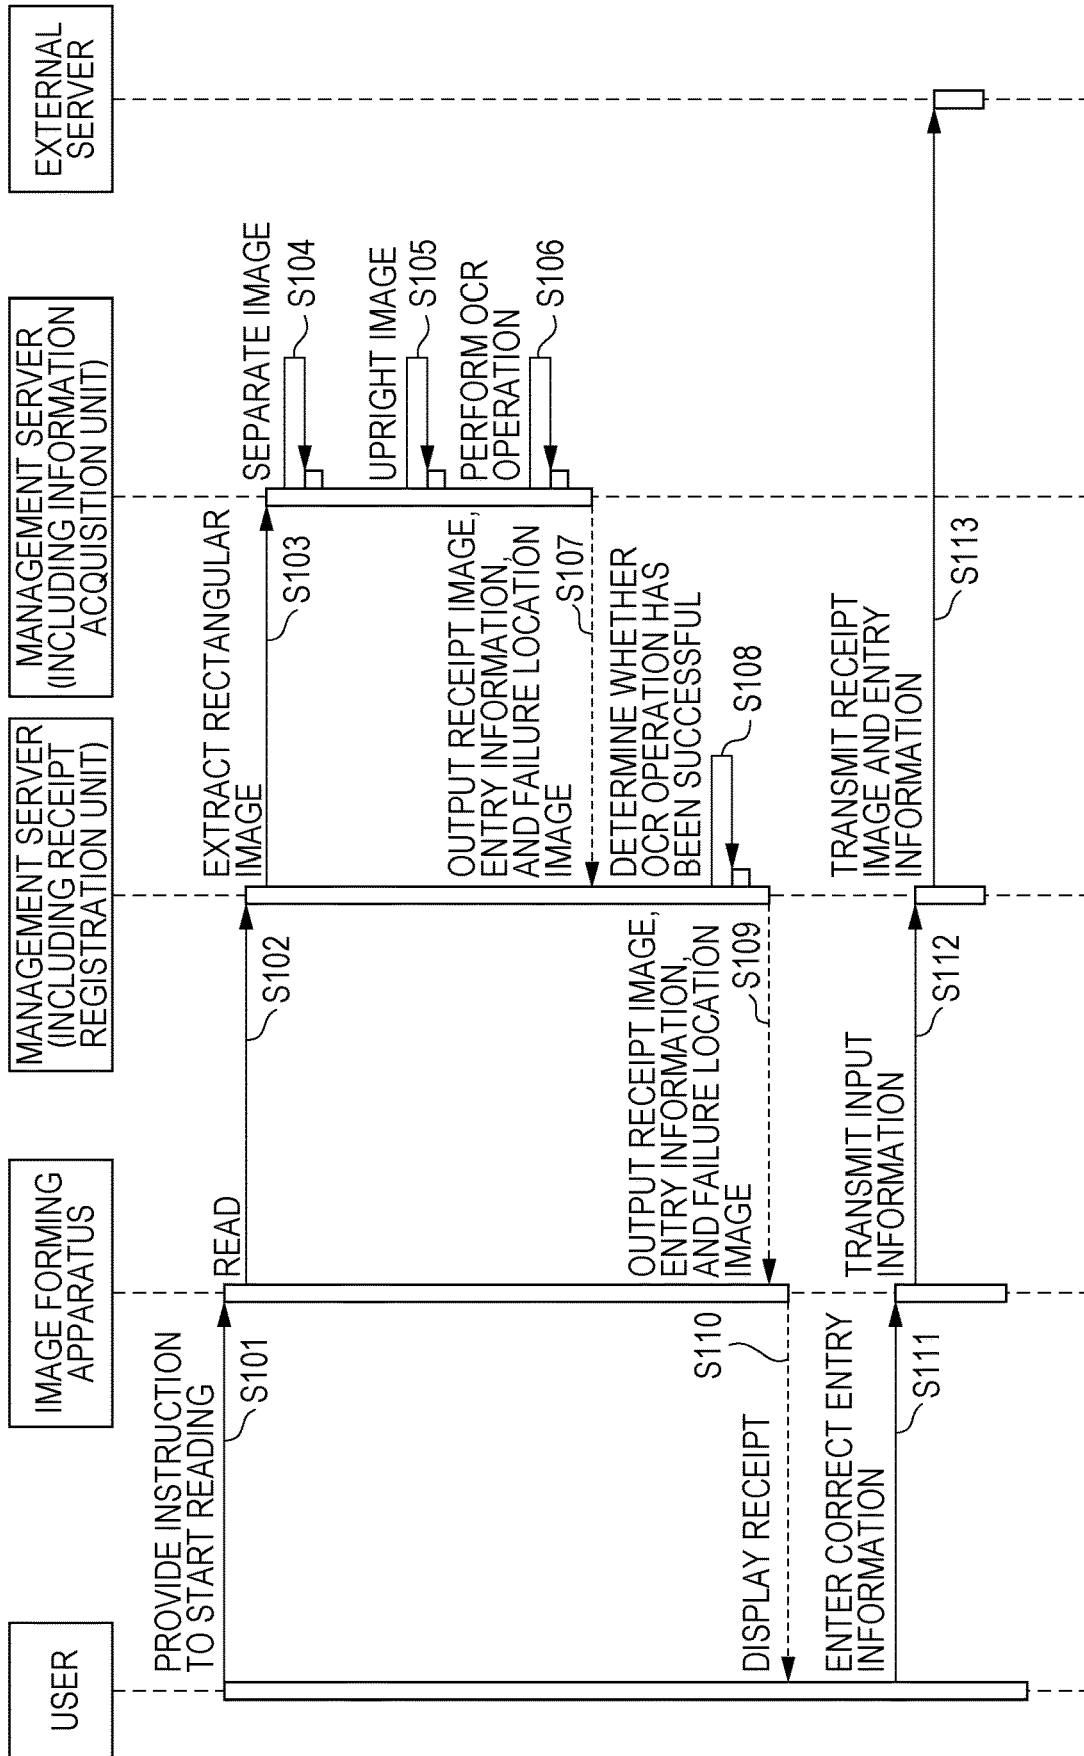 USER
IMAGE FORMING
APPARATUS
MANAGEMENT SERVER
(INCLUDING RECEIPT
REGISTRATION UNIT)
MANAGEMENT SERVER
(INCLUDING INFORMATION
ACQUISITION UNIT)
EXTERNAL
SERVER
PROVIDE INSTRUCTION
TO START READING
S101
READ
S102
EXTRACT RECTANGULAR
IMAGE
S103
SEPARATE IMAGE
S104
UPRIGHT IMAGE
S105
PERFORM OCR
OPERATION
S106
OUTPUT RECEIPT IMAGE,
ENTRY INFORMATION,
AND FAILURE LOCATION
IMAGE
S107
DETERMINE WHETHER
OCR OPERATION HAS
BEEN SUCCESSFUL
S108
OUTPUT RECEIPT IMAGE,
ENTRY INFORMATION,
AND FAILURE LOCATION
IMAGE
S109
DISPLAY RECEIPT
S110
ENTER CORRECT ENTRY
INFORMATION
S111
TRANSMIT INPUT
INFORMATION
S112
TRANSMIT RECEIPT
IMAGE AND ENTRY
INFORMATION
S113